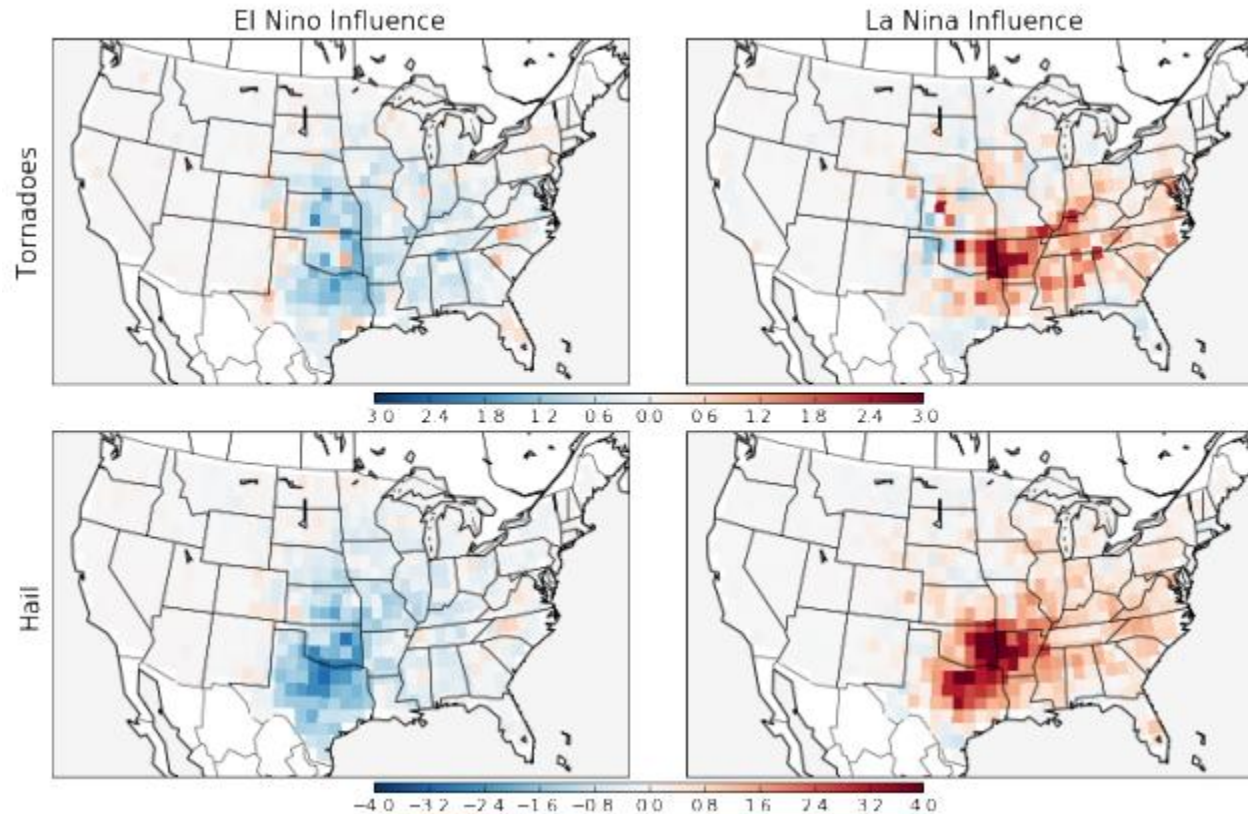 El Nino Influence
La Nina Influence
Tornadoes
3 0 2 4 1 8 1 2 0 6 0 0 0 6 1 2 1 8 2 4 3 0
Hail
−4 0 −3 2 −2 4 −1 6 −0 8 0 0 0 8 1 6 2 4 3 2 4 0